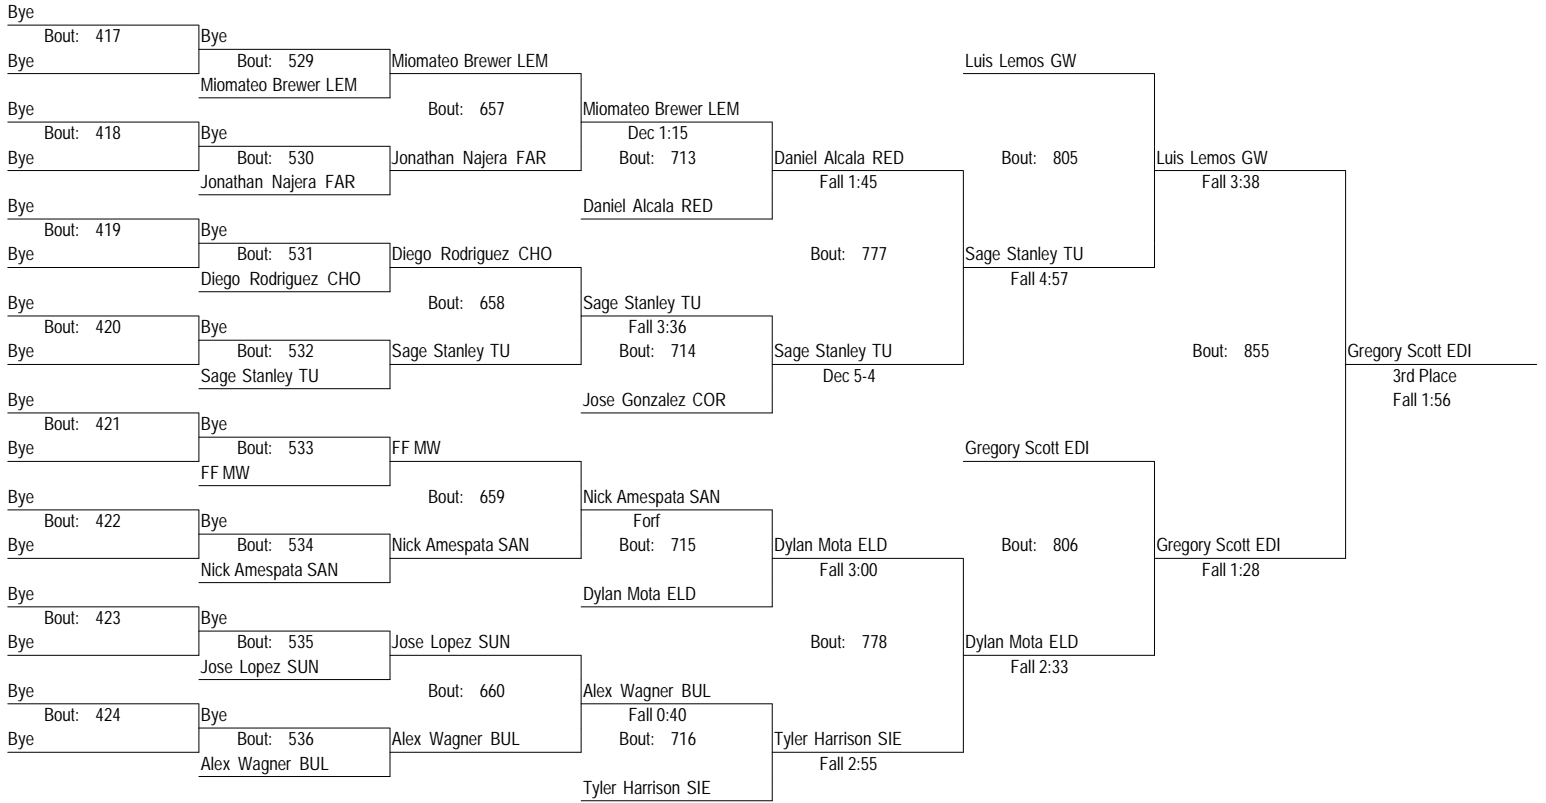 Bye
Bout: 417
Bye
Bye
Bout: 529
Miomateo Brewer LEM
Miomateo Brewer LEM
Luis Lemos GW
Bye
Bout: 657
Miomateo Brewer LEM
Bout: 418
Bye
Dec 1:15
Bye
Bout: 530
Jonathan Najera FAR
Bout: 713
Daniel Alcala RED
Bout: 805
Luis Lemos GW
Jonathan Najera FAR
Fall 1:45
Fall 3:38
Bye
Daniel Alcala RED
Bout: 419
Bye
Bye
Bout: 531
Diego Rodriguez CHO
Bout: 777
Sage Stanley TU
Diego Rodriguez CHO
Fall 4:57
Bye
Bout: 658
Sage Stanley TU
Bout: 420
Bye
Fall 3:36
Bye
Bout: 532
Sage Stanley TU
Bout: 714
Sage Stanley TU
Bout: 855
Gregory Scott EDI
Sage Stanley TU
Dec 5-4
3rd Place
Bye
Jose Gonzalez COR
Fall 1:56
Bout: 421
Bye
Bye
Bout: 533
FF MW
Gregory Scott EDI
FF MW
Bye
Bout: 659
Nick Amespata SAN
Bout: 422
Bye
Forf
Bye
Bout: 534
Nick Amespata SAN
Bout: 715
Dylan Mota ELD
Bout: 806
Gregory Scott EDI
Nick Amespata SAN
Fall 3:00
Fall 1:28
Bye
Dylan Mota ELD
Bout: 423
Bye
Bye
Bout: 535
Jose Lopez SUN
Bout: 778
Dylan Mota ELD
Jose Lopez SUN
Fall 2:33
Bye
Bout: 660
Alex Wagner BUL
Bout: 424
Bye
Fall 0:40
Bye
Bout: 536
Alex Wagner BUL
Bout: 716
Tyler Harrison SIE
Alex Wagner BUL
Fall 2:55
Tyler Harrison SIE